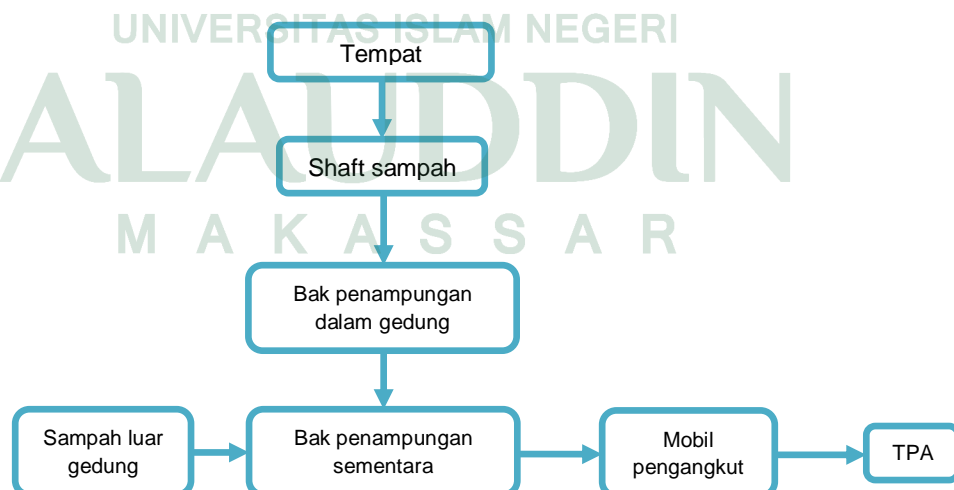 UNIVERSITAS ISLAM NEGERI
Tempat
ALAUDDIN
Shaft sampah
MAKASSAR
Bak penampungan
dalam gedung
Sampah luar
gedung
Bak penampungan
sementara
Mobil
pengangkut
TPA